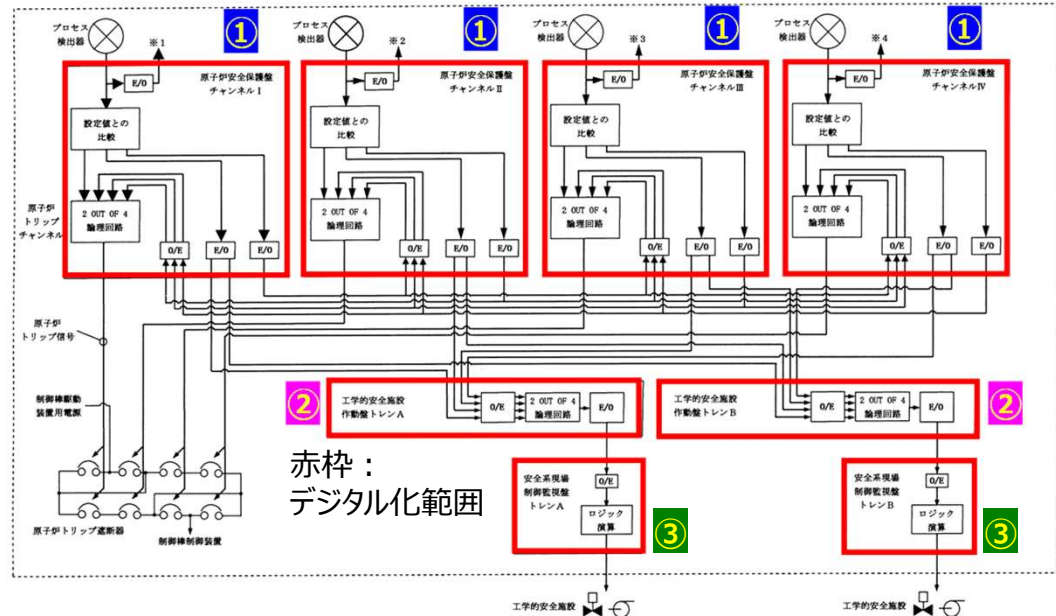 プロセス
検出器
①
※1
E/O
原子炉安全保護盤
チャンネルⅠ
設定値との
比較
2 OUT OF 4
論理回路
O/E
E/O
E/O
プロセス
検出器
①
※2
E/O
原子炉安全保護盤
チャンネルⅡ
設定値との
比較
2 OUT OF 4
論理回路
O/E
E/O
E/O
プロセス
検出器
①
※3
E/O
原子炉安全保護盤
チャンネルⅢ
設定値との
比較
2 OUT OF 4
論理回路
O/E
E/O
E/O
プロセス
検出器
①
※4
E/O
原子炉安全保護盤
チャンネルⅣ
設定値との
比較
2 OUT OF 4
論理回路
O/E
E/O
E/O
原子炉
トリップ
チャンネル
原子炉
トリップ信号
制御棒駆動
装置用電源
原子炉トリップ遮断器
制御棒制御装置
②
工学的安全施設
作動盤トレンA
O/E
2 OUT OF 4
論理回路
E/O
工学的安全施設
作動盤トレンB
O/E
2 OUT OF 4
論理回路
E/O
②
赤枠：
デジタル化範囲
安全系現場
制御監視盤
トレンA
O/E
ロジック
演算
③
安全系現場
制御監視盤
トレンB
O/E
ロジック
演算
③
工学的安全施設
工学的安全施設